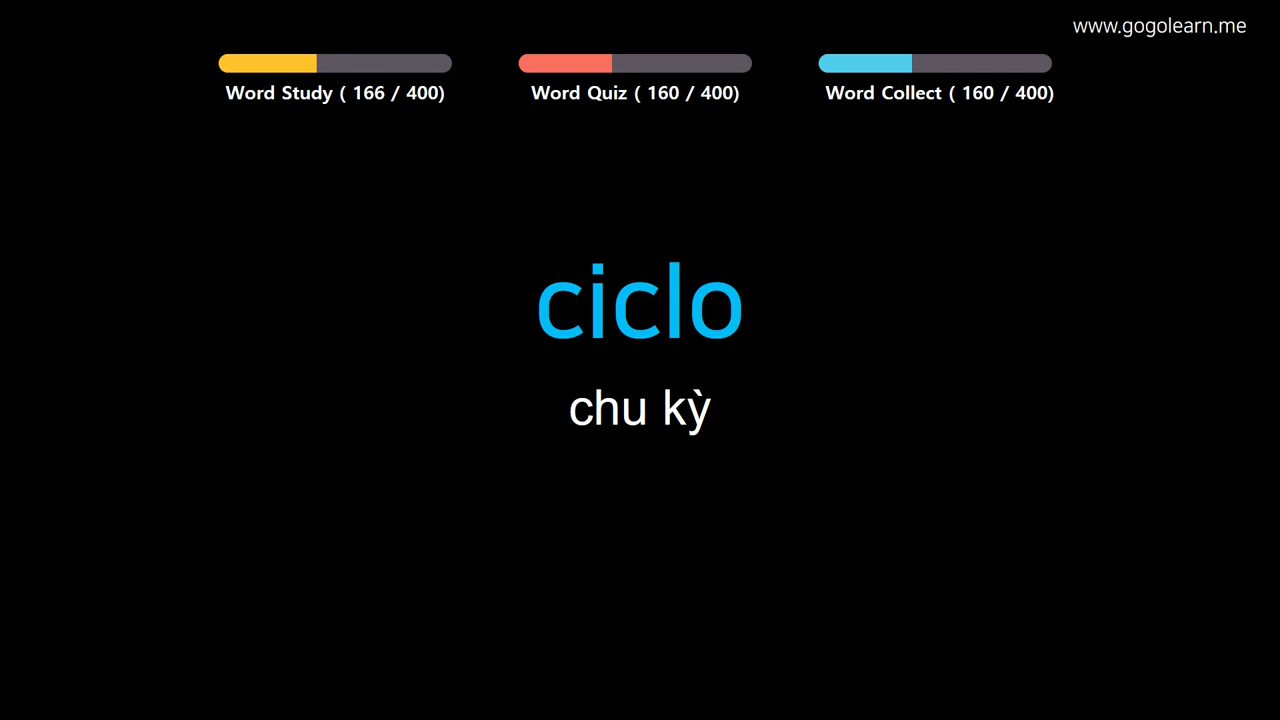 www.gogolearn.me
Word Study ( 166 / 400)
Word Quiz ( 160 / 400)
Word Collect ( 160 / 400)
ciclo
chu kỳ